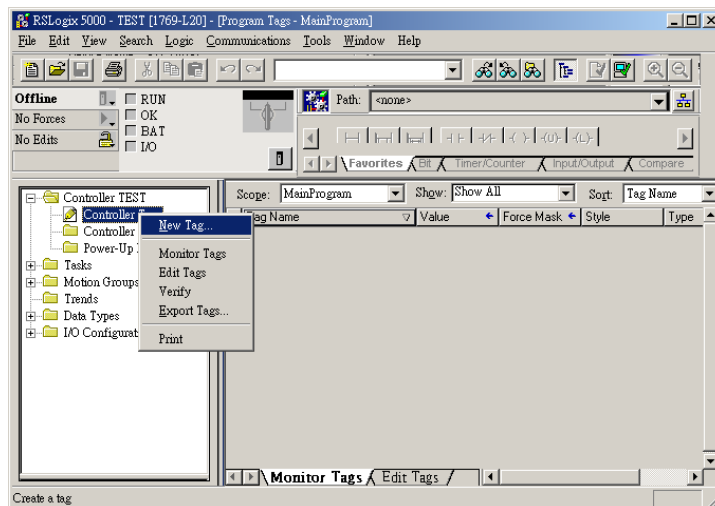 RSLogix 5000 - TEST [1769-L20] - [Program Tags - MainProgram]
File Edit View Search Logic Communications Tools Window Help
Offline
RUN
Path: <none>
No Forces
OK
No Edits
BAT
I/O
Favorites Bit Timer/Counter Input/Output Compare
Controller TEST
Controller
Controller
Power-Up
Tasks
Motion Groups
Trends
Data Types
I/O Configurat
New Tag...
Monitor Tags
Edit Tags
Verify
Export Tags...
Print
Scope: MainProgram Show: Show All Sort: Tag Name
Tag Name Value Force Mask Style Type
Monitor Tags Edit Tags
Create a tag